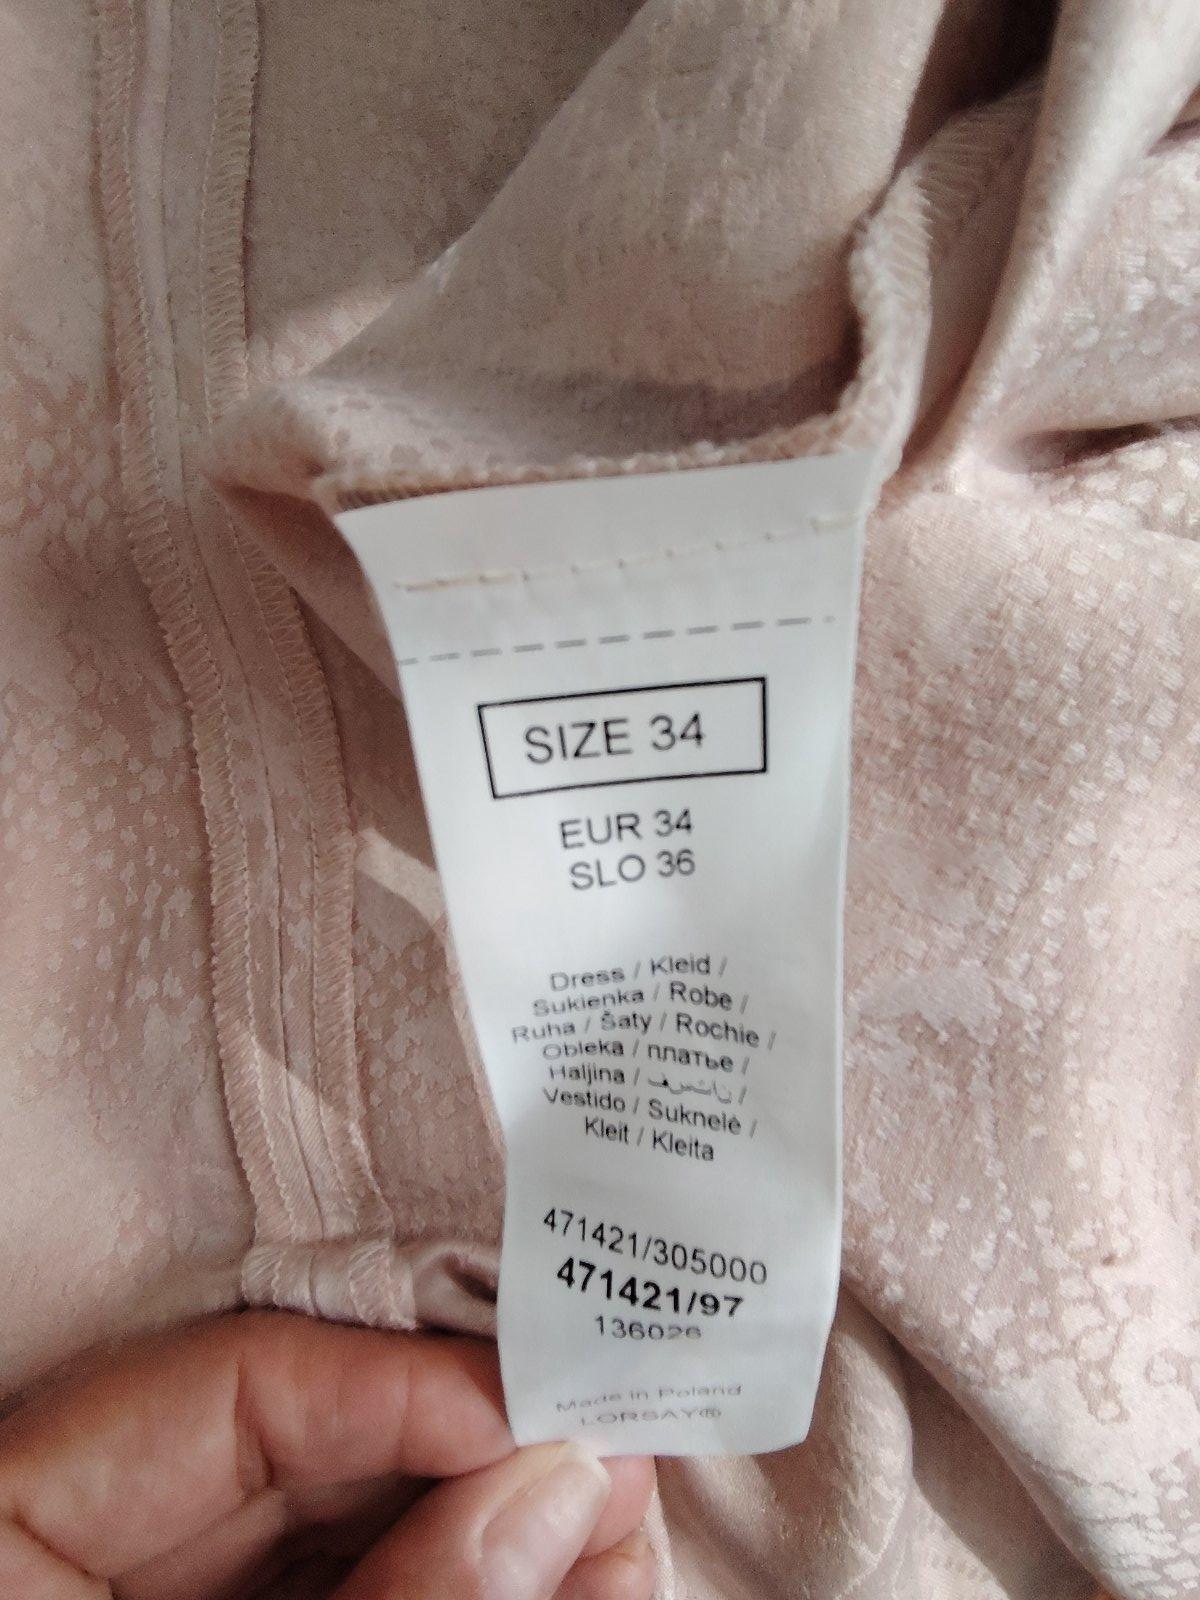 SIZE 34
EUR 34
SLO 36
Dress / Kleid /
Sukienka / Robe /
Ruha / Šaty / Rochie /
Obleka / платье /
Haljina / فستان /
Vestido / Suknelė /
Kleit / Kleita
471421/305000
471421/97
136026
Made in Poland
LORSAY®